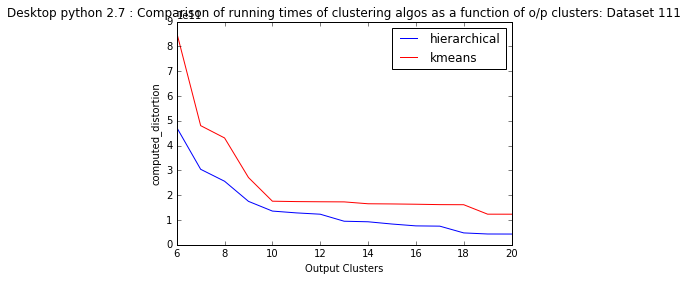 Desktop python 2.7 : Comparison of running times of clustering algos as a function of o/p clusters: Dataset 111
1e11
9
8
7
6
5
4
3
2
1
0
computed_distortion
hierarchical
kmeans
6 8 10 12 14 16 18 20
Output Clusters